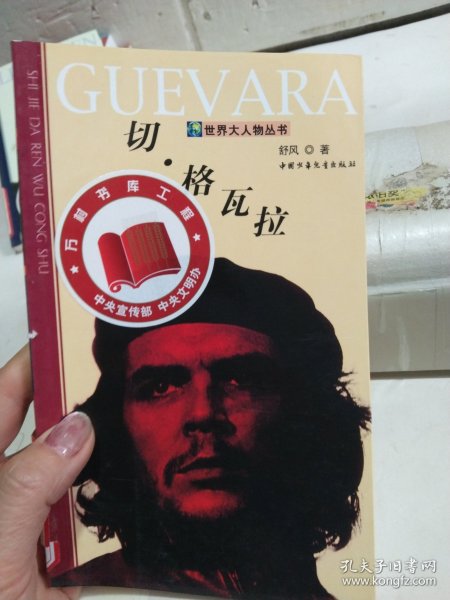 GUEVARA
世界大人物丛书
切·格瓦拉
舒风 ◎ 著
中国少年儿童出版社
万村书库工程
中央宣传部 中央文明办
SHI JIE DA REN WU CONG SHU
孔夫子旧书网
www.kongfz.com